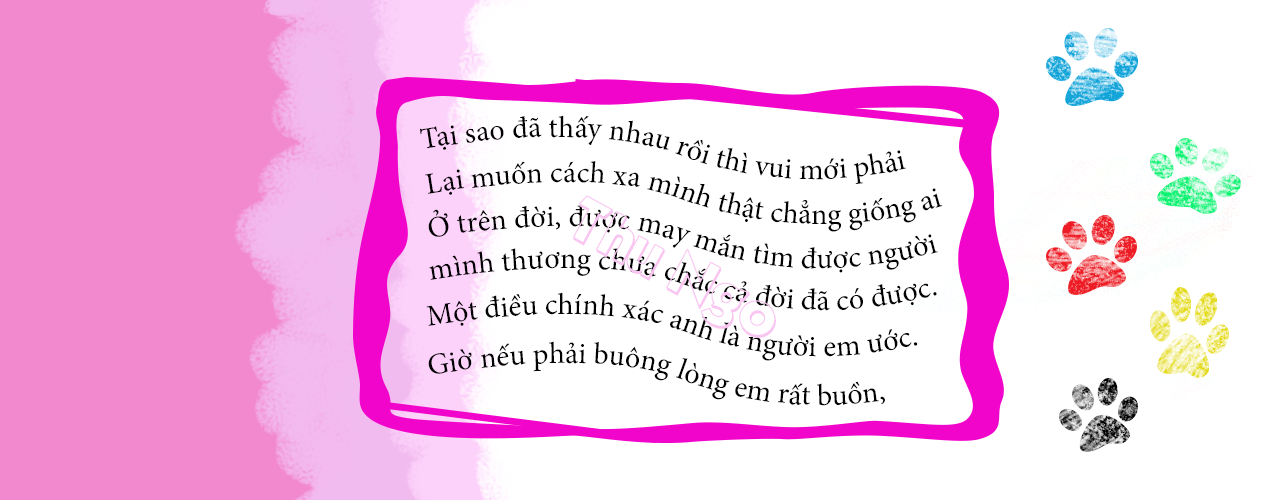 Tại sao đã thấy nhau rồi thì vui mới phải
Lại muốn cách xa mình thật chẳng giống ai
Ở trên đời, được may mắn tìm được người
mình thương chưa chắc cả đời đã có được.
Một điều chính xác anh là người em ước.
Giờ nếu phải buông lòng em rất buồn,
Thu Ngo